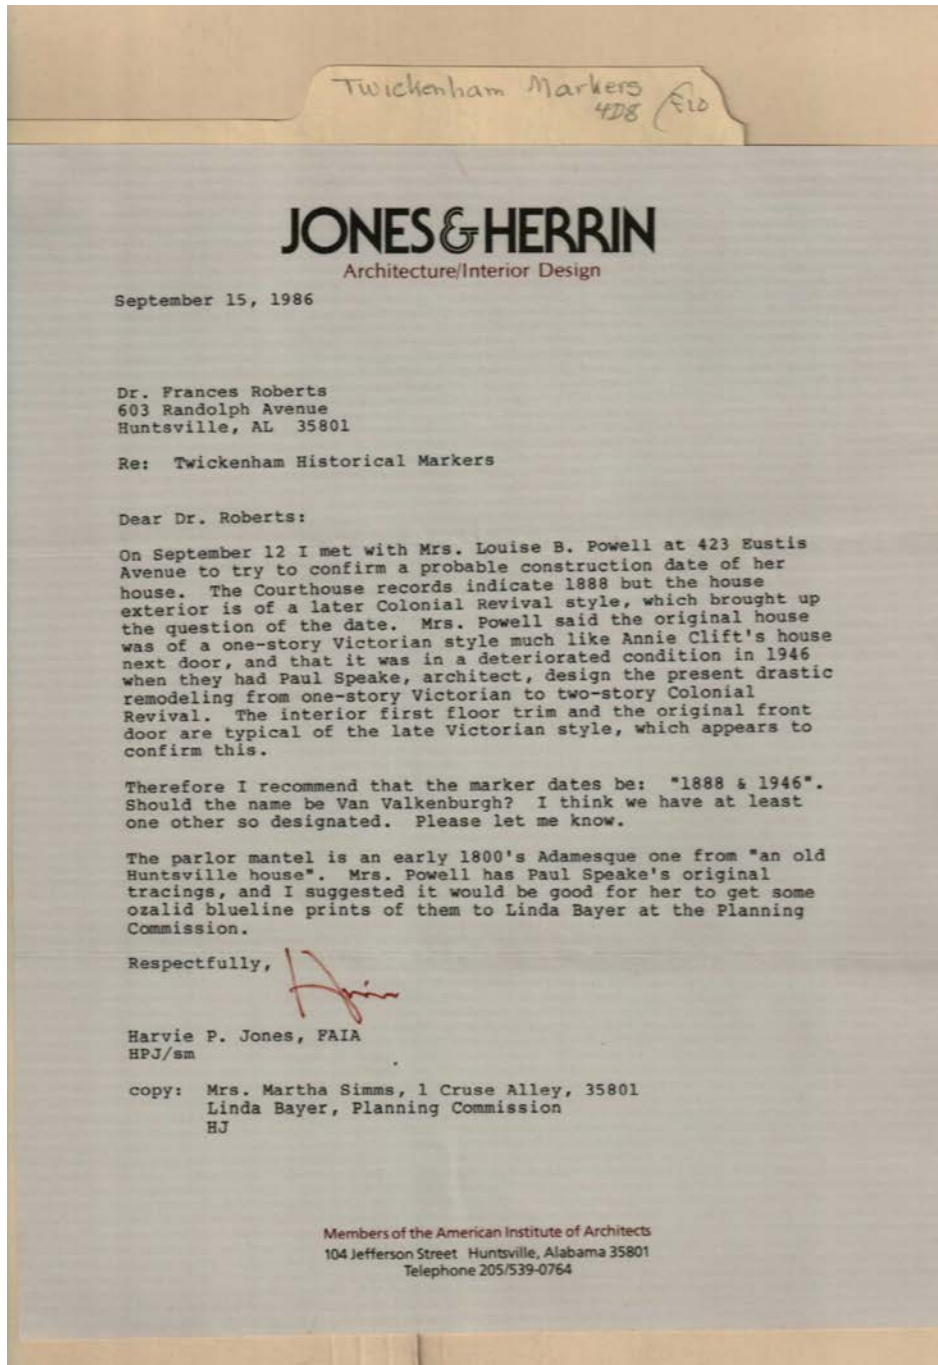 Twickenham Markers
4D8
JONES & HERRIN
Architecture/Interior Design
September 15, 1986
Dr. Frances Roberts
603 Randolph Avenue
Huntsville, AL 35801
Re: Twickenham Historical Markers
Dear Dr. Roberts:
On September 12 I met with Mrs. Louise B. Powell at 423 Eustis
Avenue to try to confirm a probable construction date of her
house. The Courthouse records indicate 1888 but the house
exterior is of a later Colonial Revival style, which brought up
the question of the date. Mrs. Powell said the original house
was of a one-story Victorian style much like Annie Clift's house
next door, and that it was in a deteriorated condition in 1946
when they had Paul Speake, architect, design the present drastic
remodeling from one-story Victorian to two-story Colonial
Revival. The interior first floor trim and the original front
door are typical of the late Victorian style, which appears to
confirm this.
Therefore I recommend that the marker dates be: "1888 & 1946".
Should the name be Van Valkenburgh? I think we have at least
one other so designated. Please let me know.
The parlor mantel is an early 1800's Adamesque one from "an old
Huntsville house". Mrs. Powell has Paul Speake's original
tracings, and I suggested it would be good for her to get some
ozalid blueline prints of them to Linda Bayer at the Planning
Commission.
Respectfully,
Harvie P. Jones, FAIA
HPJ/sm
copy: Mrs. Martha Simms, 1 Cruse Alley, 35801
Linda Bayer, Planning Commission
HJ
Members of the American Institute of Architects
104 Jefferson Street Huntsville, Alabama 35801
Telephone 205/539-0764